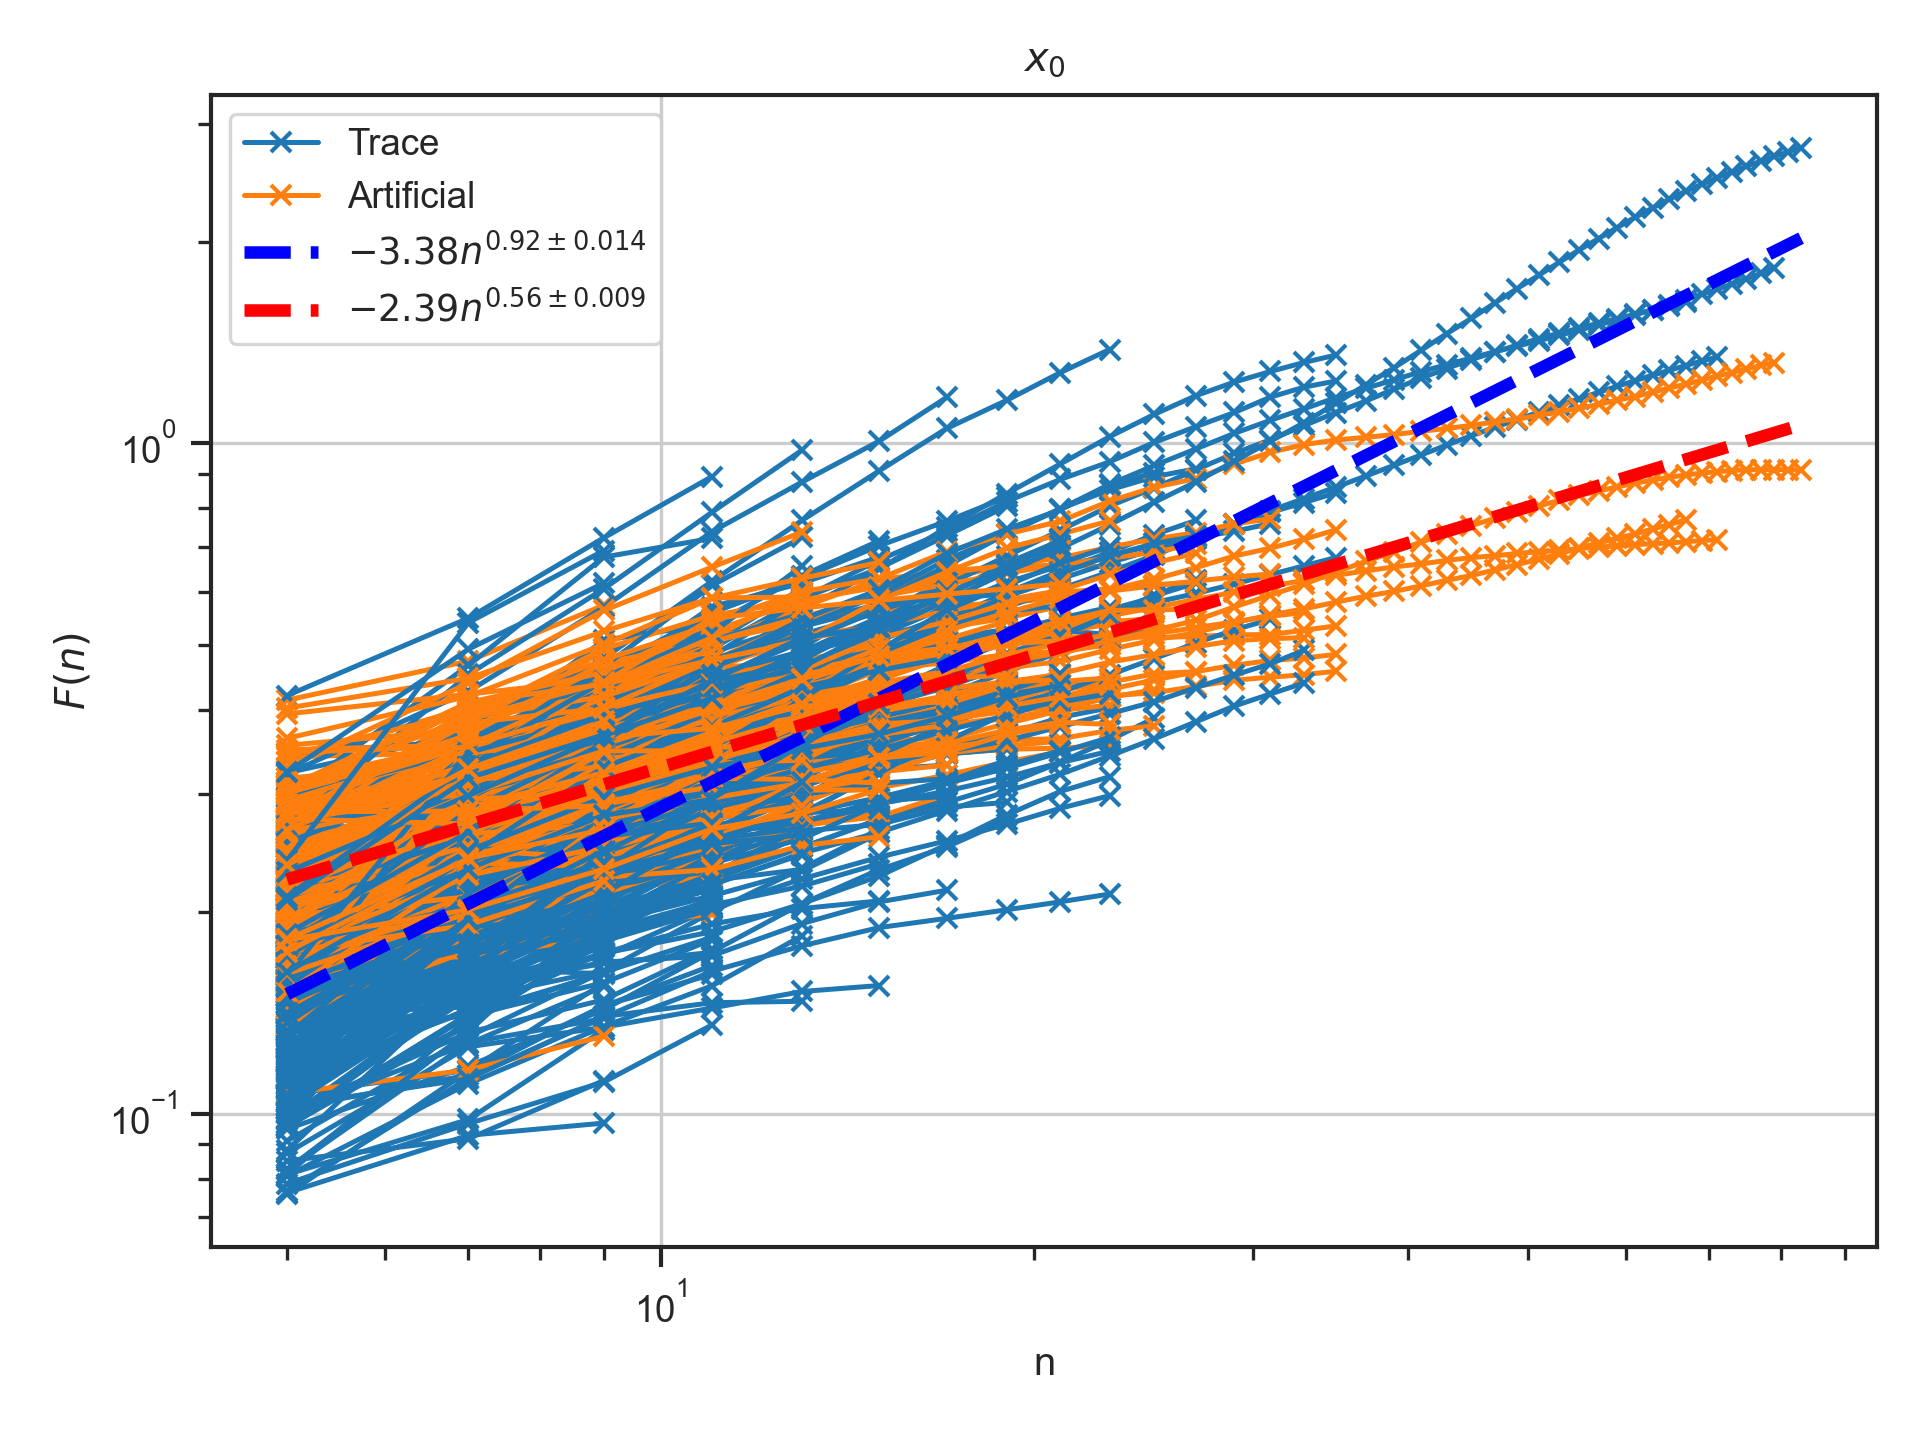 x₀
Trace
Artificial
−3.38n^0.92±0.014
−2.39n^0.56±0.009
F(n)
10⁰
10⁻¹
10¹
n